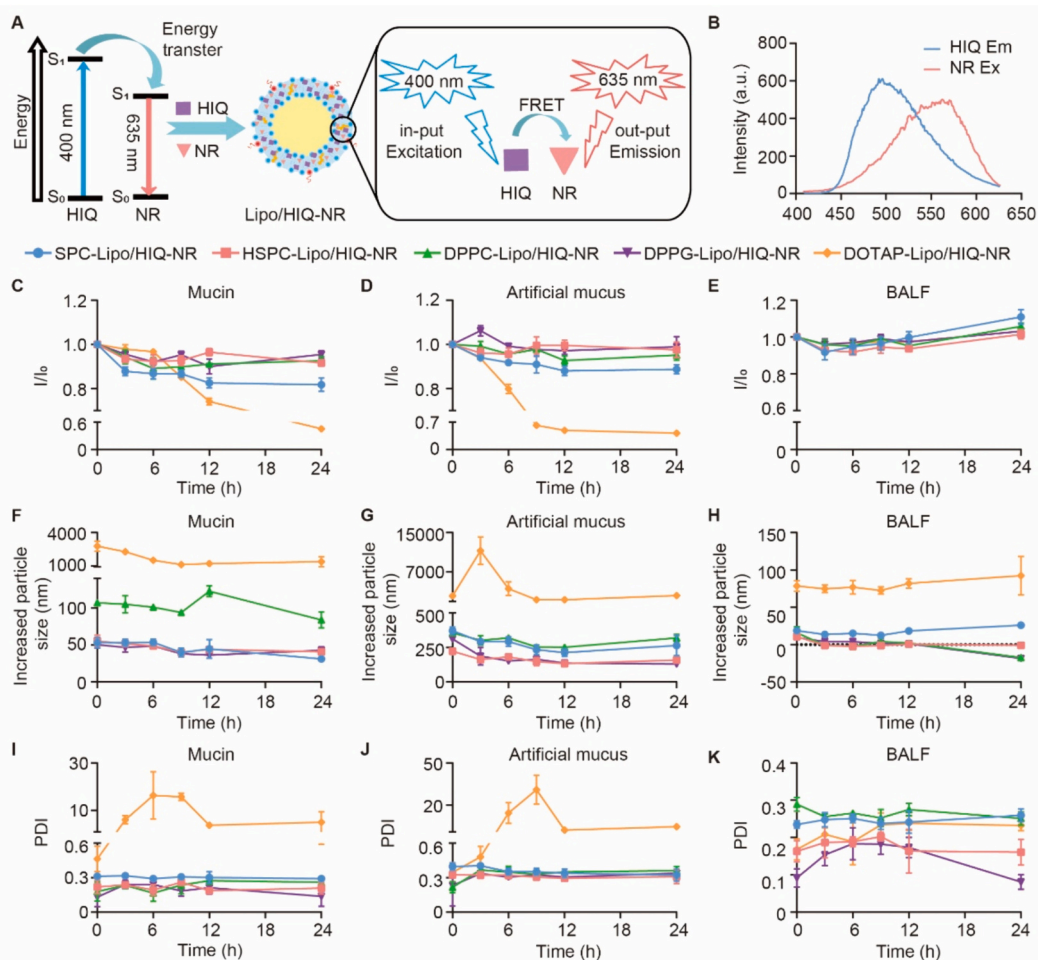 A
Energy
transter
S₁
S₁
Energy
400 nm
635 nm
HIQ
NR
S₀
S₀
HIQ
NR
Lipo/HIQ-NR
400 nm
635 nm
FRET
in-put
Excitation
out-put
Emission
HIQ
NR
B
800
600
400
200
0
Intensity (a.u.)
HIQ Em
NR Ex
400 450 500 550 600 650
SPC-Lipo/HIQ-NR HSPC-Lipo/HIQ-NR DPPC-Lipo/HIQ-NR DPPG-Lipo/HIQ-NR DOTAP-Lipo/HIQ-NR
C
Mucin
1.2
1.0
0.8
0.6
0
I/I₀
0 6 12 18 24
Time (h)
D
Artificial mucus
1.2
1.0
0.8
0.7
0
I/I₀
0 6 12 18 24
Time (h)
E
BALF
1.2
1.0
0.8
0.6
0
I/I₀
0 6 12 18 24
Time (h)
F
Mucin
4000
1000
100
50
0
Increased particle
size (nm)
0 6 12 18 24
Time (h)
G
Artificial mucus
15000
7000
500
250
0
Increased particle
size (nm)
0 6 12 18 24
Time (h)
H
BALF
150
100
50
0
-50
Increased particle
size (nm)
0 6 12 18 24
Time (h)
I
Mucin
30
10
0.6
0.3
0
PDI
0 6 12 18 24
Time (h)
J
Artificial mucus
50
20
0.6
0.3
0
PDI
0 6 12 18 24
Time (h)
K
BALF
0.4
0.3
0.2
0.1
0
PDI
0 6 12 18 24
Time (h)